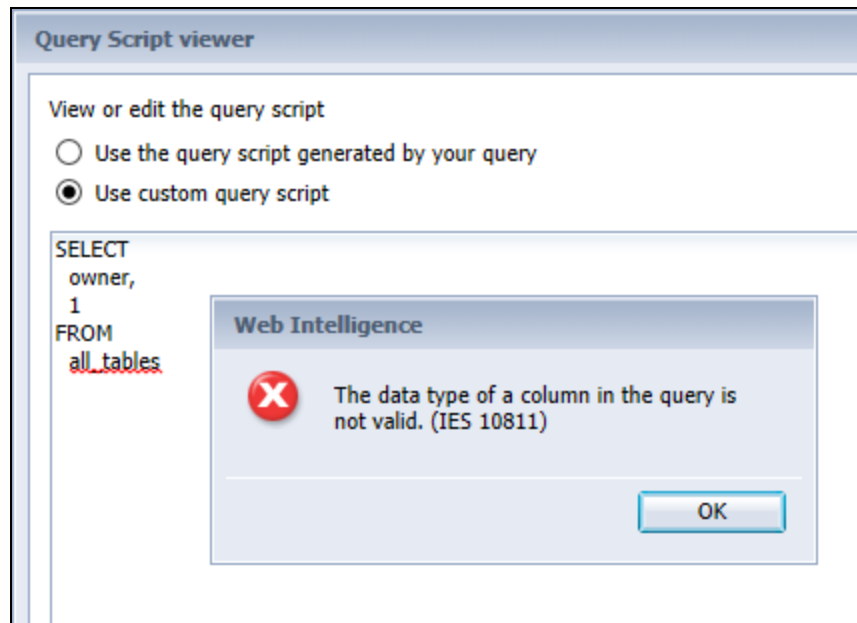 Query Script viewer
View or edit the query script
Use the query script generated by your query
Use custom query script
SELECT
owner,
1
FROM
all_tables
Web Intelligence
The data type of a column in the query is
not valid. (IES 10811)
OK